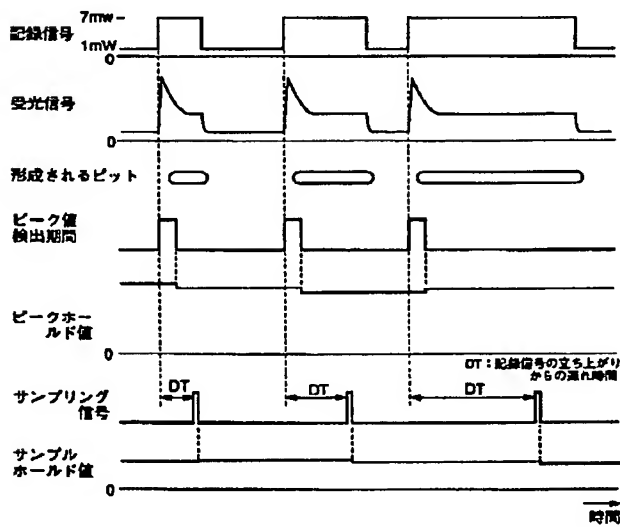 7mw
記録信号
1mW
0
受光信号
0
形成されるピット
ピーク値
検出期間
ピークホー
ルド値
0
DT：記録信号の立ち上がり
からの遅れ時間
DT
DT
DT
サンプリング
信号
サンプル
ホールド値
0
時間